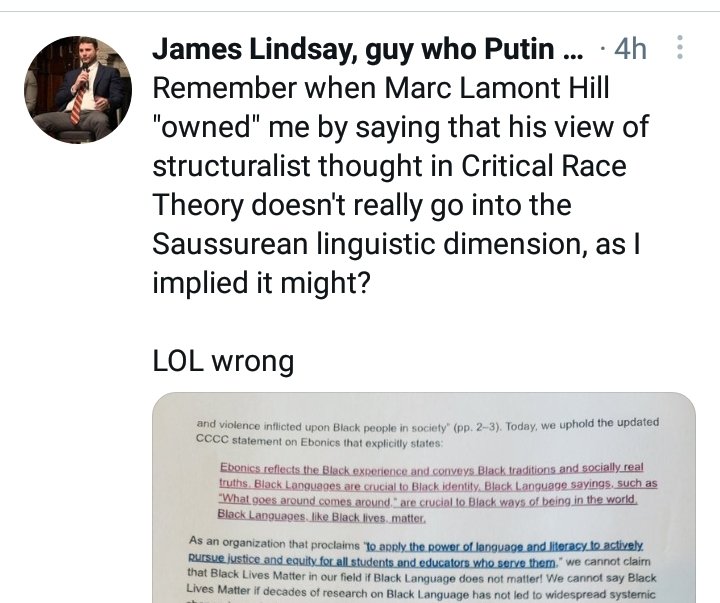 James Lindsay, guy who Putin ... · 4h
Remember when Marc Lamont Hill
"owned" me by saying that his view of
structuralist thought in Critical Race
Theory doesn't really go into the
Saussurean linguistic dimension, as I
implied it might?
LOL wrong
and violence inflicted upon Black people in society" (pp. 2–3). Today, we uphold the updated
CCCC statement on Ebonics that explicitly states:
Ebonics reflects the Black experience and conveys Black traditions and socially real
truths. Black Languages are crucial to Black identity. Black Language sayings, such as
"What goes around comes around," are crucial to Black ways of being in the world.
Black Languages, like Black lives, matter.
As an organization that proclaims "to apply the power of language and literacy to actively
pursue justice and equity for all students and educators who serve them," we cannot claim
that Black Lives Matter in our field if Black Language does not matter! We cannot say Black
Lives Matter if decades of research on Black Language has not led to widespread systemic